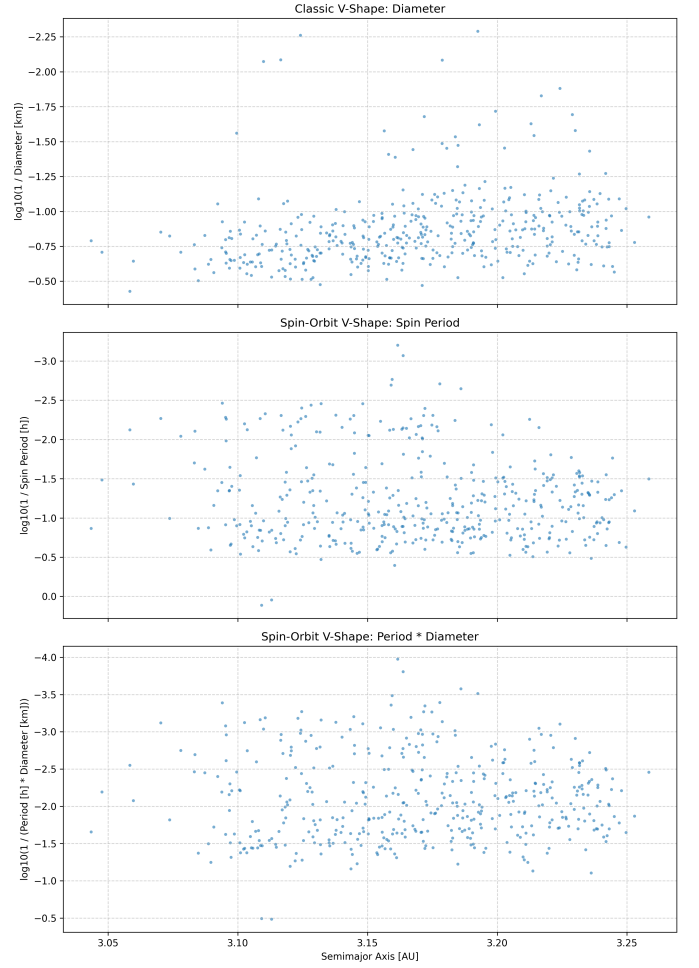 Classic V-Shape: Diameter
log10(1 / Diameter [km])
−2.25
−2.00
−1.75
−1.50
−1.25
−1.00
−0.75
−0.50
Spin-Orbit V-Shape: Spin Period
log10(1 / Spin Period [h])
−3.0
−2.5
−2.0
−1.5
−1.0
−0.5
0.0
Spin-Orbit V-Shape: Period * Diameter
log10(1 / (Period [h] * Diameter [km]))
−4.0
−3.5
−3.0
−2.5
−2.0
−1.5
−1.0
−0.5
3.05 3.10 3.15 3.20 3.25
Semimajor Axis [AU]